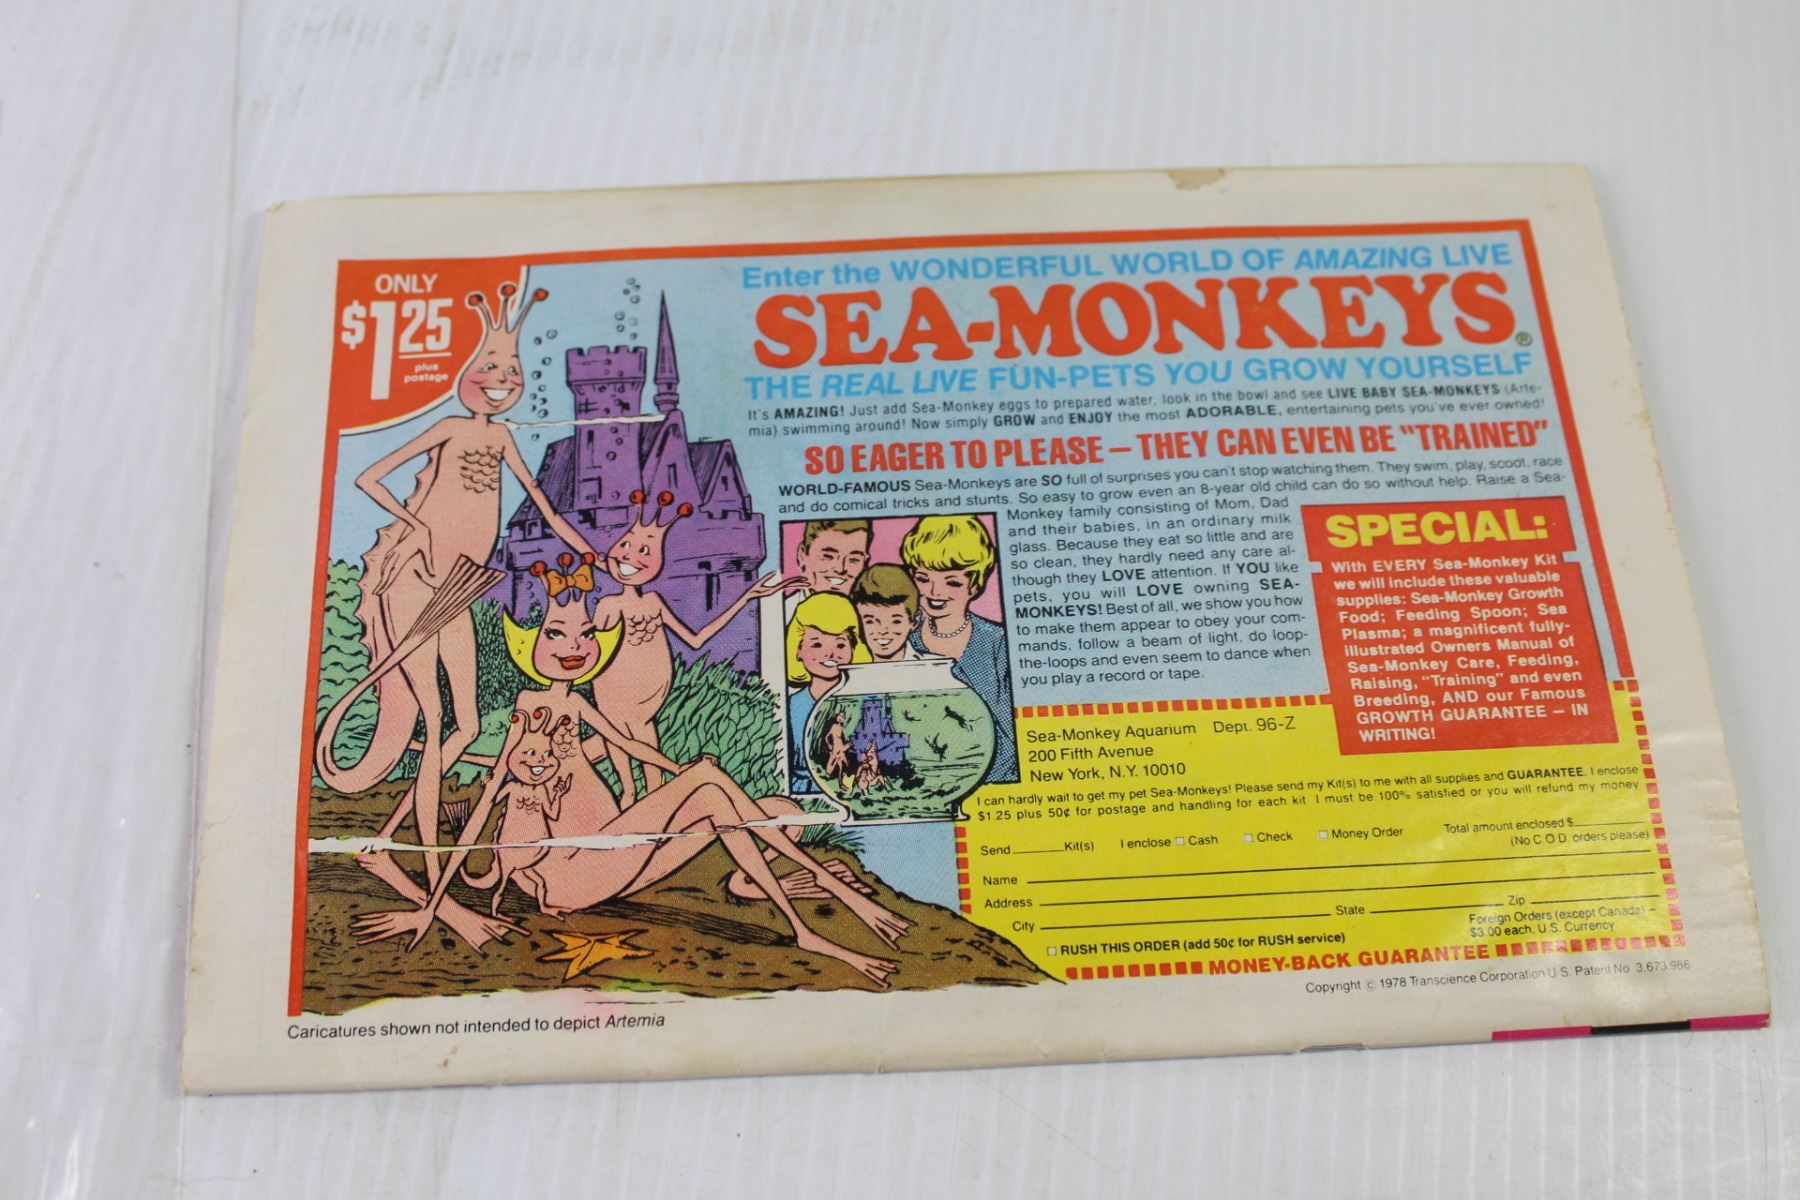 ONLY
$1.25
plus
postage
Enter the WONDERFUL WORLD OF AMAZING LIVE
SEA-MONKEYS®
THE REAL LIVE FUN-PETS YOU GROW YOURSELF
It's AMAZING! Just add Sea-Monkey eggs to prepared water, look in the bowl and see LIVE BABY SEA-MONKEYS (Arte-
mia) swimming around! Now simply GROW and ENJOY the most ADORABLE, entertaining pets you've ever owned!
SO EAGER TO PLEASE – THEY CAN EVEN BE "TRAINED"
WORLD-FAMOUS Sea-Monkeys are SO full of surprises you can't stop watching them. They swim, play, scoot, race
and do comical tricks and stunts. So easy to grow even an 8-year old child can do so without help. Raise a Sea-
Monkey family consisting of Mom, Dad
and their babies, in an ordinary milk
glass. Because they eat so little and are
so clean, they hardly need any care al-
though they LOVE attention. If YOU like
pets, you will LOVE owning SEA-
MONKEYS! Best of all, we show you how
to make them appear to obey your com-
mands, follow a beam of light, do loop-
the-loops and even seem to dance when
you play a record or tape.
SPECIAL:
With EVERY Sea-Monkey Kit
we will include these valuable
supplies: Sea-Monkey Growth
Food; Feeding Spoon; Sea
Plasma; a magnificent fully-
illustrated Owners Manual of
Sea-Monkey Care, Feeding,
Raising, "Training" and even
Breeding, AND our Famous
GROWTH GUARANTEE – IN
WRITING!
Sea-Monkey Aquarium Dept. 96-Z
200 Fifth Avenue
New York, N.Y. 10010
I can hardly wait to get my pet Sea-Monkeys! Please send my Kit(s) to me with all supplies and GUARANTEE. I enclose
$1.25 plus 50¢ for postage and handling for each kit I must be 100% satisfied or you will refund my money
Send Kit(s) I enclose Cash Check Money Order Total amount enclosed $
(No C.O.D. orders please)
Name
Address
City State Zip
Foreign Orders (except Canada) –
$3.00 each, U.S. Currency
RUSH THIS ORDER (add 50¢ for RUSH service)
MONEY-BACK GUARANTEE
Copyright © 1978 Transcience Corporation U.S. Patent No. 3,673,986
Caricatures shown not intended to depict Artemia